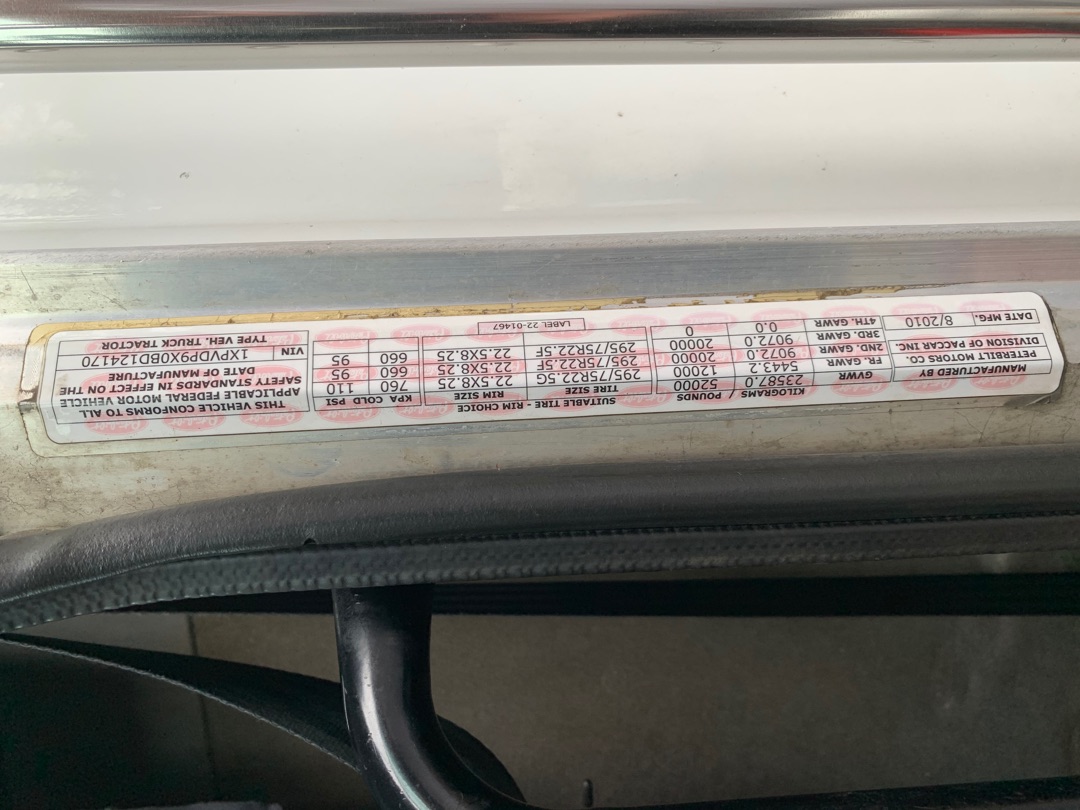 MANUFACTURED BY
PETERBILT MOTORS CO.
DIVISION OF PACCAR INC.
DATE MFG. 8/2010
KILOGRAMS / POUNDS
GVWR 23587.0 52000
SUITABLE TIRE - RIM CHOICE
TIRE SIZE RIM SIZE KPA COLD PSI
FR. GAWR 5443.2 12000 295/75R22.5G 22.5X8.25 760 110
2ND. GAWR 9072.0 20000 295/75R22.5F 22.5X8.25 660 95
3RD. GAWR 9072.0 20000 295/75R22.5F 22.5X8.25 660 95
4TH. GAWR 0.0 0
LABEL 22-01467
THIS VEHICLE CONFORMS TO ALL
APPLICABLE FEDERAL MOTOR VEHICLE
SAFETY STANDARDS IN EFFECT ON THE
DATE OF MANUFACTURE
VIN 1XPVDP9X0BD124170
TYPE VEH. TRUCK TRACTOR